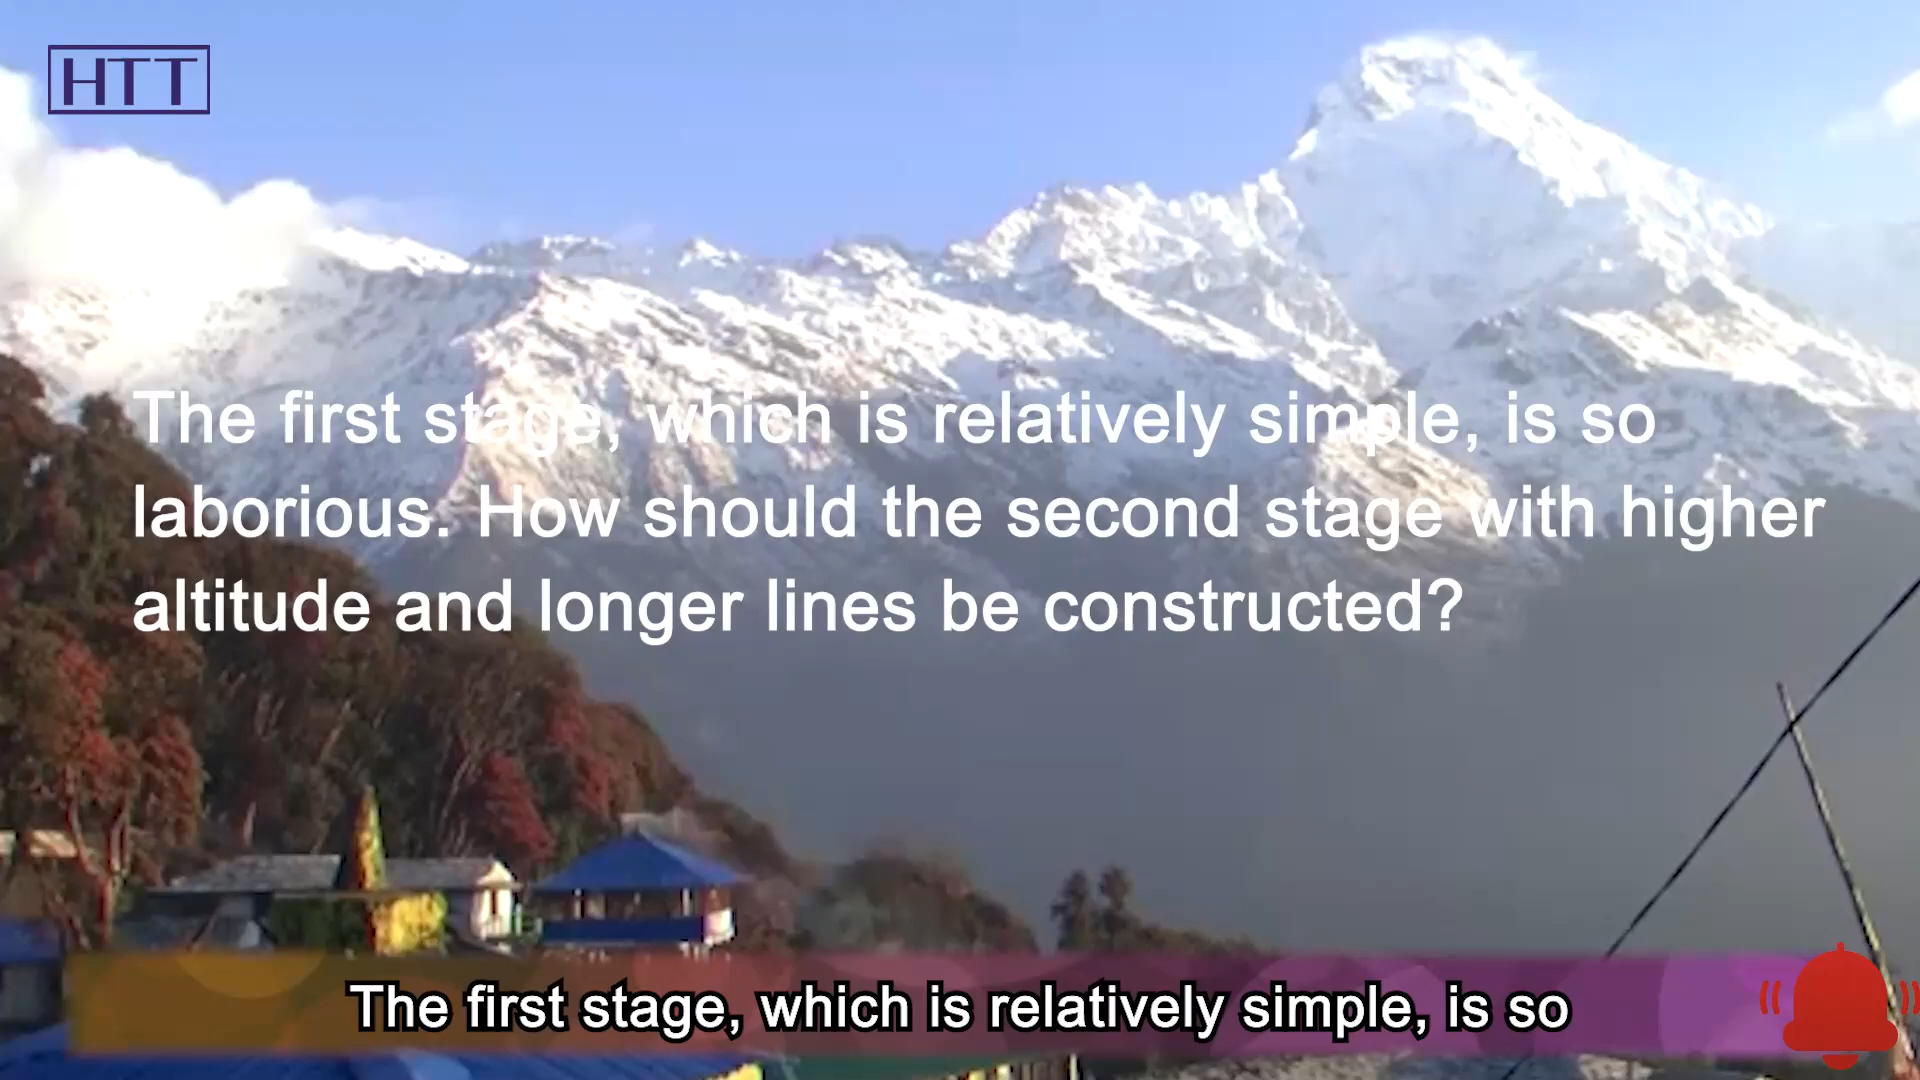 HTT
The first stage, which is relatively simple, is so
laborious. How should the second stage with higher
altitude and longer lines be constructed?
The first stage, which is relatively simple, is so